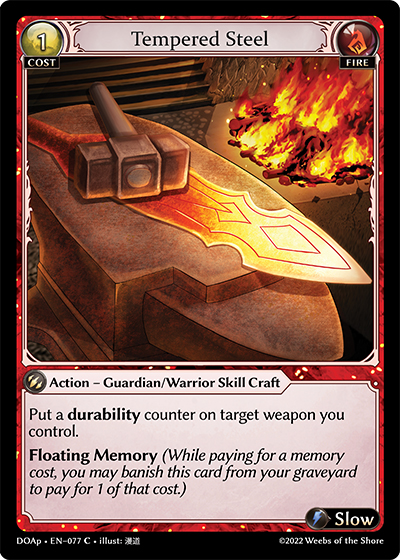 1
COST
Tempered Steel
FIRE
Action – Guardian/Warrior Skill Craft
Put a durability counter on target weapon you
control.
Floating Memory (While paying for a memory
cost, you may banish this card from your graveyard
to pay for 1 of that cost.)
Slow
DOAp • EN-077 C • illust: 漫道
©2022 Weebs of the Shore